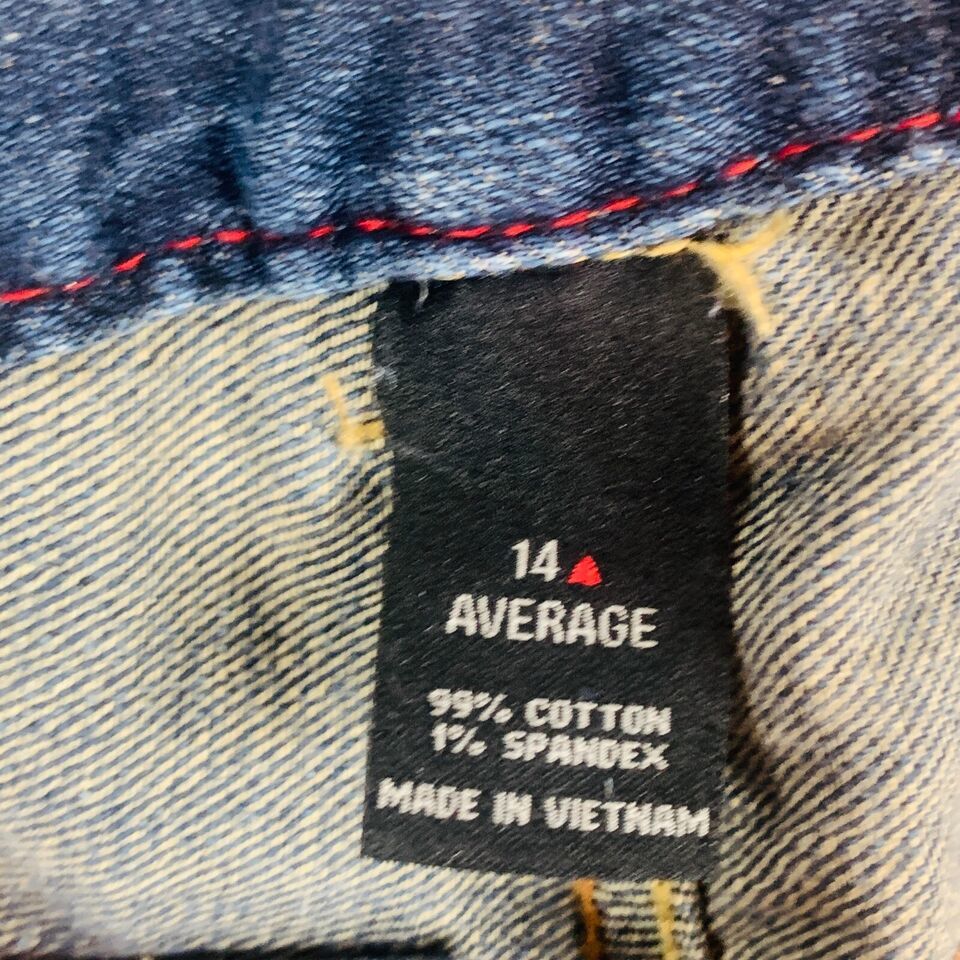 14
AVERAGE
99% COTTON
1% SPANDEX
MADE IN VIETNAM